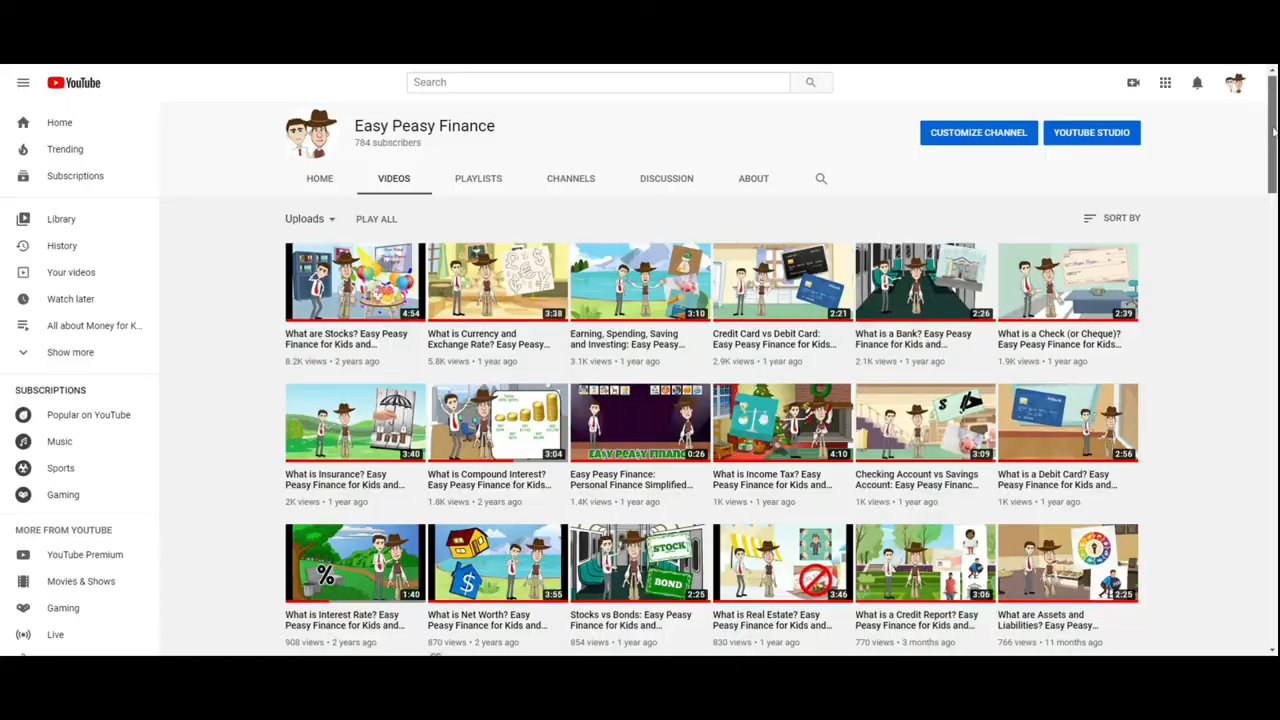 YouTube
Search
Home
Trending
Subscriptions
Library
History
Your videos
Watch later
All about Money for K...
Show more
SUBSCRIPTIONS
Popular on YouTube
Music
Sports
Gaming
MORE FROM YOUTUBE
YouTube Premium
Movies & Shows
Gaming
Live
Easy Peasy Finance
784 subscribers
CUSTOMIZE CHANNEL
YOUTUBE STUDIO
HOME
VIDEOS
PLAYLISTS
CHANNELS
DISCUSSION
ABOUT
Uploads
PLAY ALL
SORT BY
4:54
What are Stocks? Easy Peasy
Finance for Kids and...
8.2K views • 2 years ago
3:38
What is Currency and
Exchange Rate? Easy Peasy...
5.8K views • 1 year ago
3:10
Earning, Spending, Saving
and Investing: Easy Peasy...
3.1K views • 1 year ago
2:21
Credit Card vs Debit Card:
Easy Peasy Finance for Kids...
2.9K views • 1 year ago
2:26
What is a Bank? Easy Peasy
Finance for Kids and...
2.1K views • 1 year ago
2:39
What is a Check (or Cheque)?
Easy Peasy Finance for Kids...
1.9K views • 1 year ago
3:40
What is Insurance? Easy
Peasy Finance for Kids and...
2K views • 1 year ago
3:04
What is Compound Interest?
Easy Peasy Finance for Kids...
1.8K views • 2 years ago
EASY PEASY FINANC
0:26
Easy Peasy Finance:
Personal Finance Simplified...
1.4K views • 1 year ago
4:10
What is Income Tax? Easy
Peasy Finance for Kids and...
1K views • 1 year ago
$
3:09
Checking Account vs Savings
Account: Easy Peasy Financ...
1K views • 1 year ago
2:56
What is a Debit Card? Easy
Peasy Finance for Kids and...
1K views • 1 year ago
%
1:40
What is Interest Rate? Easy
Peasy Finance for Kids and...
908 views • 2 years ago
$
3:55
What is Net Worth? Easy
Peasy Finance for Kids and...
870 views • 2 years ago
STOCK
BOND
2:25
Stocks vs Bonds: Easy Peasy
Finance for Kids and...
854 views • 1 year ago
3:46
What is Real Estate? Easy
Peasy Finance for Kids and...
830 views • 1 year ago
3:06
What is a Credit Report? Easy
Peasy Finance for Kids and...
770 views • 3 months ago
2:25
What are Assets and
Liabilities? Easy Peasy...
766 views • 11 months ago